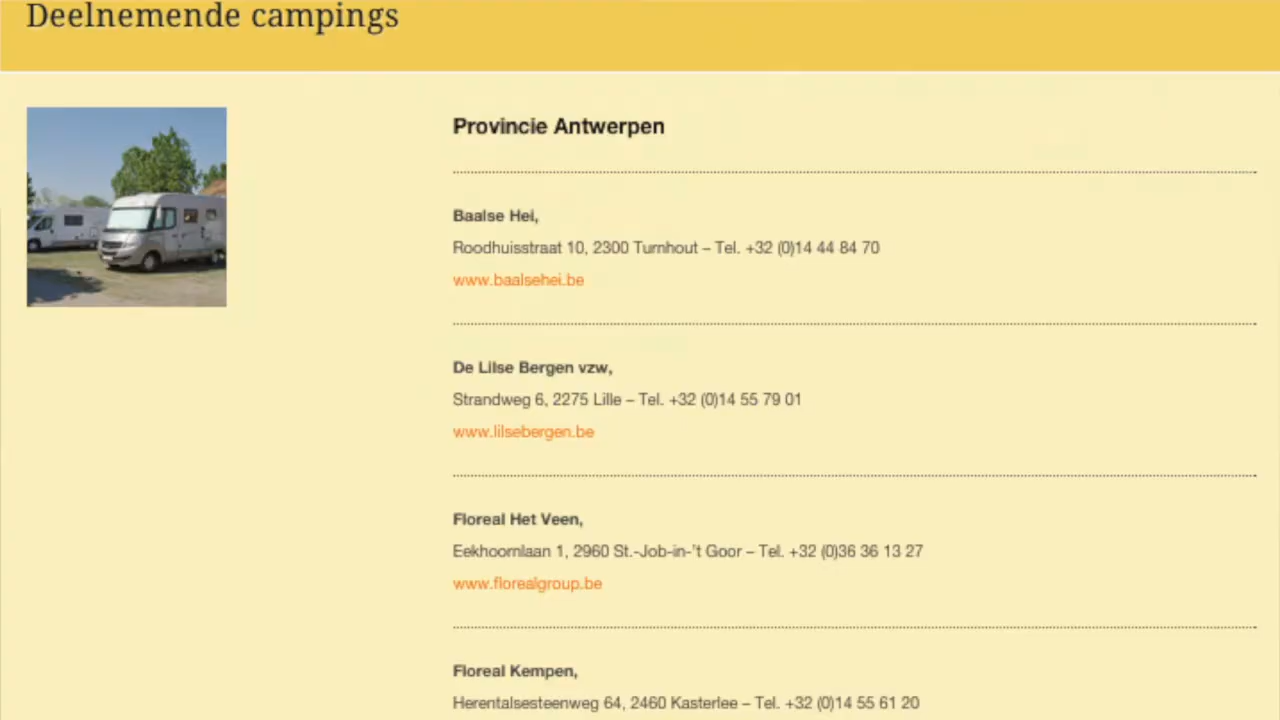 Deelnemende campings
Provincie Antwerpen
Baalse Hei,
Roodhuisstraat 10, 2300 Turnhout – Tel. +32 (0)14 44 84 70
www.baalsehei.be
De Lilse Bergen vzw,
Strandweg 6, 2275 Lille – Tel. +32 (0)14 55 79 01
www.lilsebergen.be
Floreal Het Veen,
Eekhoornlaan 1, 2960 St.-Job-in-'t Goor – Tel. +32 (0)36 36 13 27
www.florealgroup.be
Floreal Kempen,
Herentalsesteenweg 64, 2460 Kasterlee – Tel. +32 (0)14 55 61 20